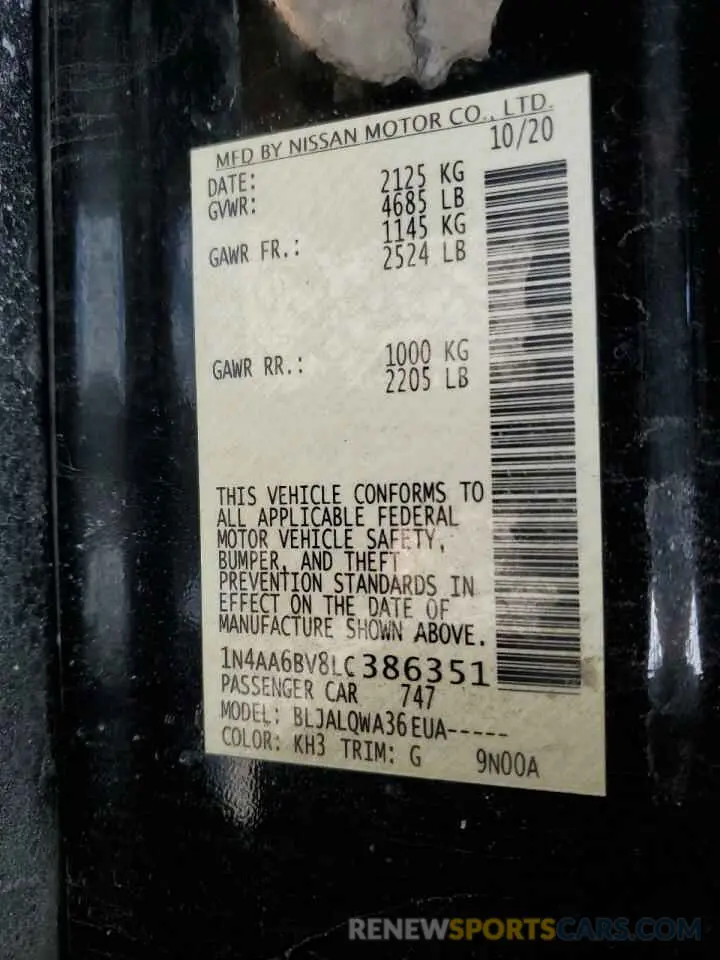 MFD BY NISSAN MOTOR CO., LTD.
DATE: 10/20
GVWR: 2125 KG
4685 LB
GAWR FR.: 1145 KG
2524 LB
GAWR RR.: 1000 KG
2205 LB
THIS VEHICLE CONFORMS TO
ALL APPLICABLE FEDERAL
MOTOR VEHICLE SAFETY,
BUMPER, AND THEFT
PREVENTION STANDARDS IN
EFFECT ON THE DATE OF
MANUFACTURE SHOWN ABOVE.
1N4AA6BV8LC386351
PASSENGER CAR 747
MODEL: BLJALQWA36EUA-----
COLOR: KH3 TRIM: G 9N00A
RENEWSPORTSCARS.COM